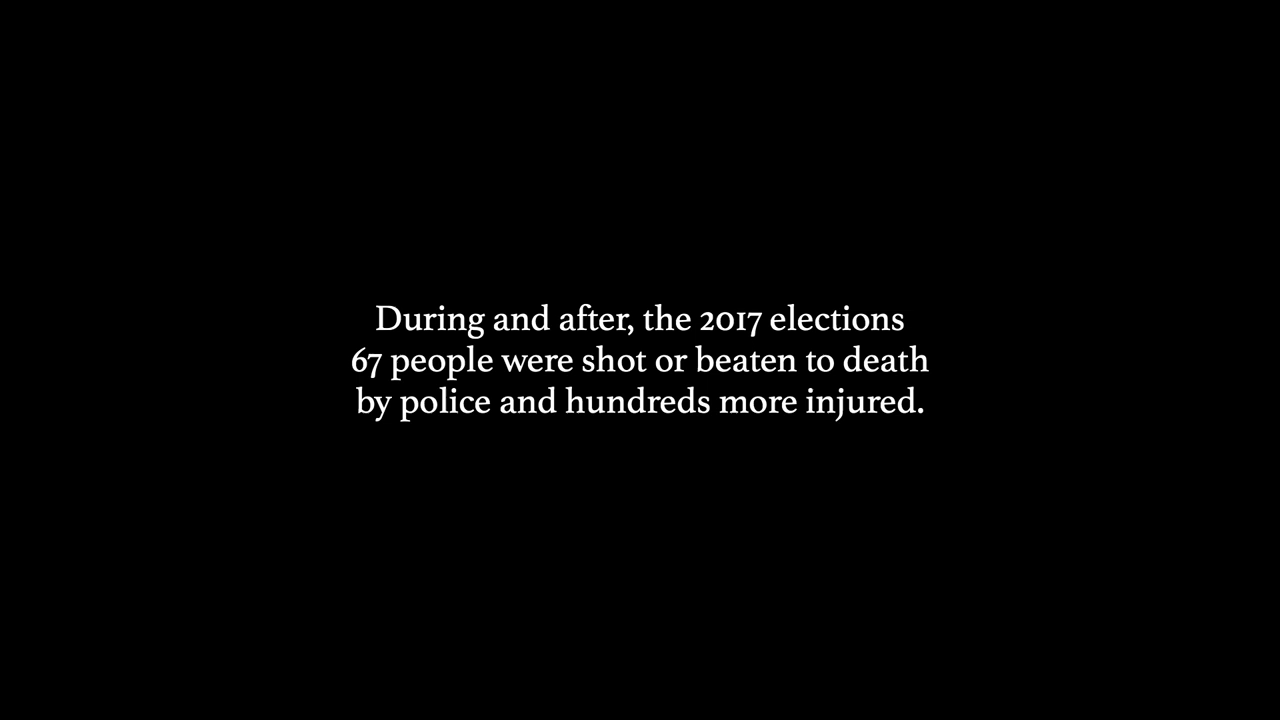 During and after, the 2017 elections
67 people were shot or beaten to death
by police and hundreds more injured.